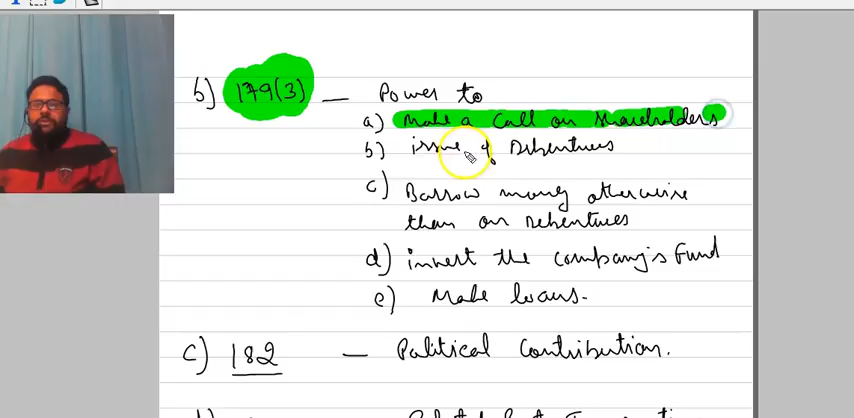 b) 179(3) — Power to
a) Make a call on shareholders
b) issue of Debentures
c) Borrow money otherwise
than on Debentures
d) invest the company's Fund
e) Make loans.
c) 182 — Political Contribution.